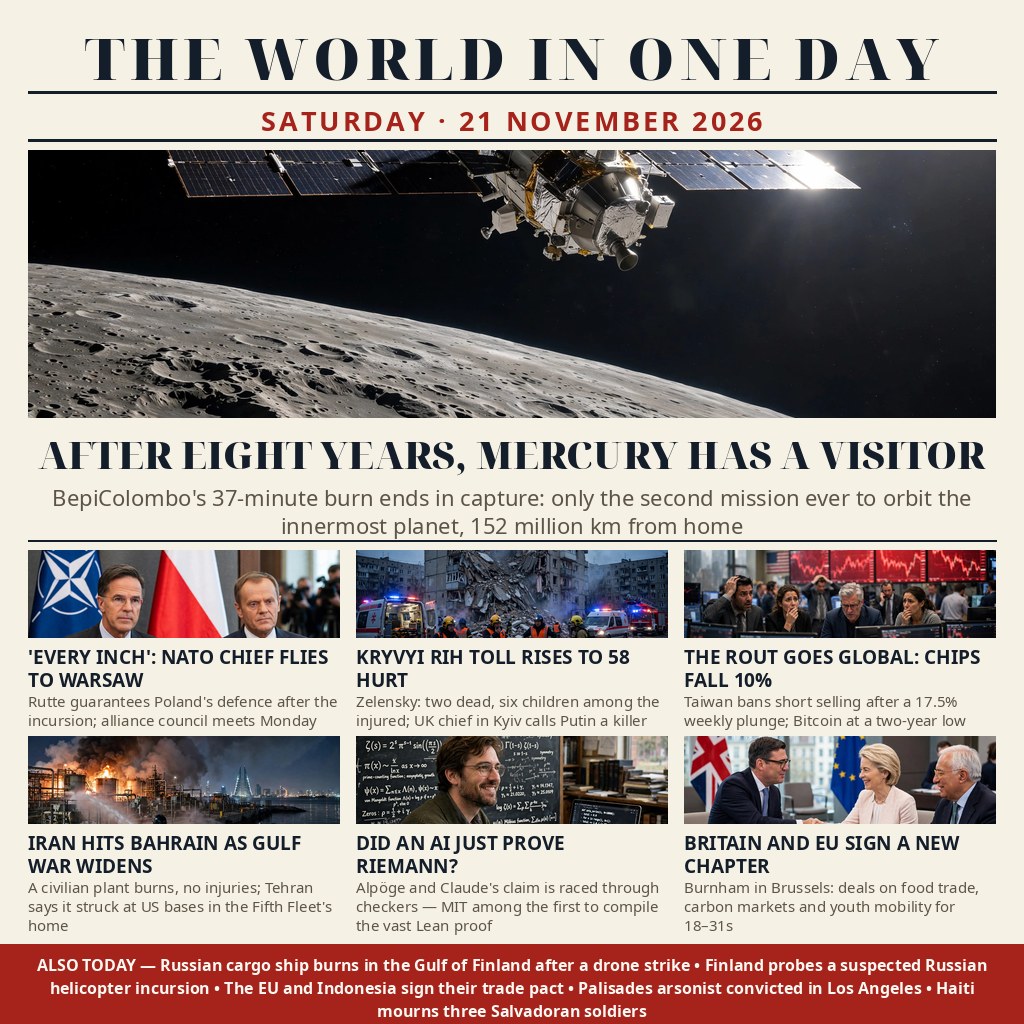 THE WORLD IN ONE DAY
SATURDAY · 21 NOVEMBER 2026
AFTER EIGHT YEARS, MERCURY HAS A VISITOR
BepiColombo's 37-minute burn ends in capture: only the second mission ever to orbit the
innermost planet, 152 million km from home
'EVERY INCH': NATO CHIEF FLIES
TO WARSAW
Rutte guarantees Poland's defence after the
incursion; alliance council meets Monday
KRYVYI RIH TOLL RISES TO 58
HURT
Zelensky: two dead, six children among the
injured; UK chief in Kyiv calls Putin a killer
THE ROUT GOES GLOBAL: CHIPS
FALL 10%
Taiwan bans short selling after a 17.5%
weekly plunge; Bitcoin at a two-year low
IRAN HITS BAHRAIN AS GULF
WAR WIDENS
A civilian plant burns, no injuries; Tehran
says it struck at US bases in the Fifth Fleet's
home
DID AN AI JUST PROVE
RIEMANN?
Alpöge and Claude's claim is raced through
checkers — MIT among the first to compile
the vast Lean proof
BRITAIN AND EU SIGN A NEW
CHAPTER
Burnham in Brussels: deals on food trade,
carbon markets and youth mobility for
18–31s
ALSO TODAY — Russian cargo ship burns in the Gulf of Finland after a drone strike • Finland probes a suspected Russian
helicopter incursion • The EU and Indonesia sign their trade pact • Palisades arsonist convicted in Los Angeles • Haiti
mourns three Salvadoran soldiers